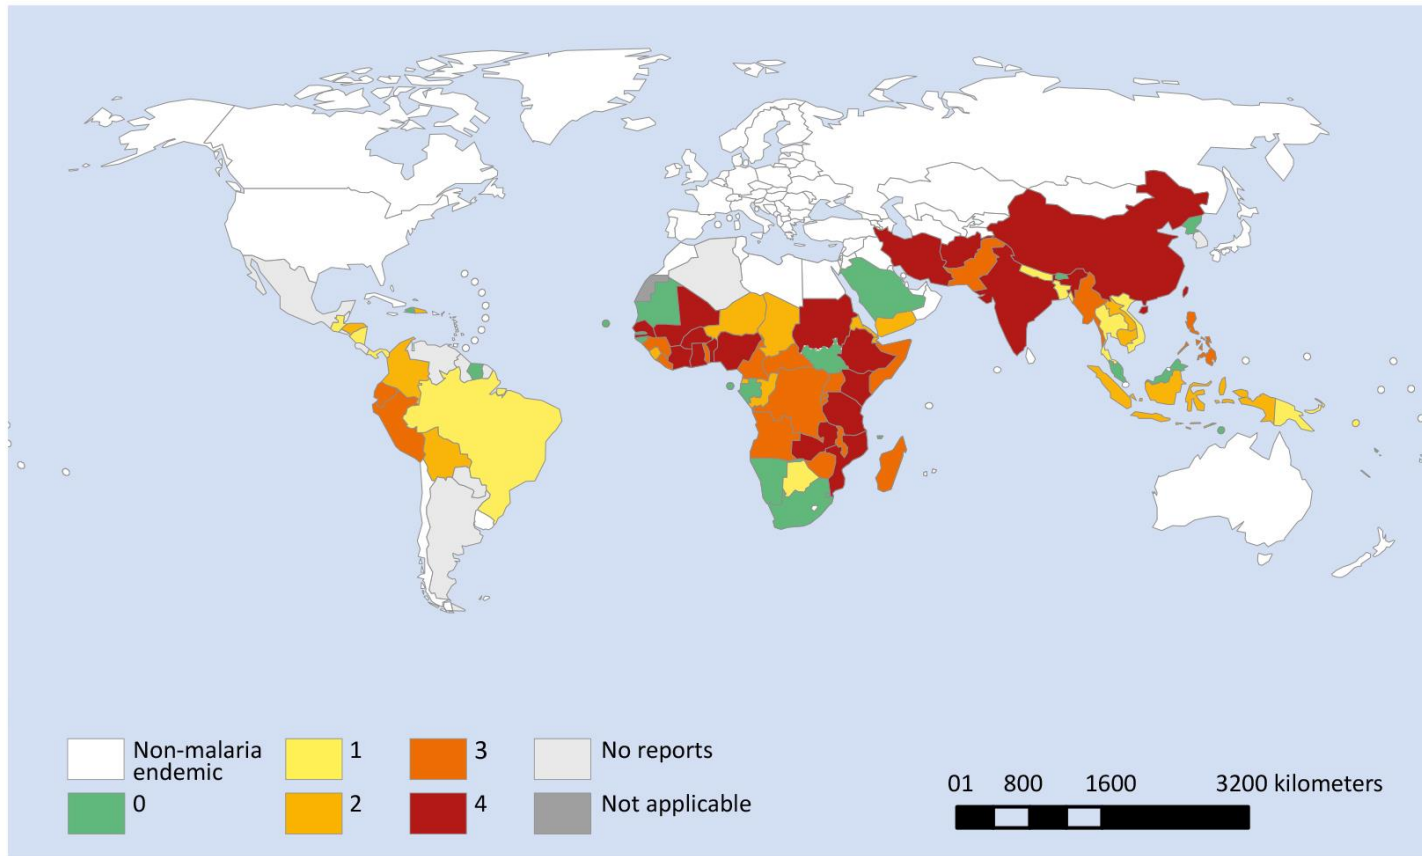 Non-malaria
endemic
0
1
2
3
4
No reports
Not applicable
01 800 1600 3200 kilometers